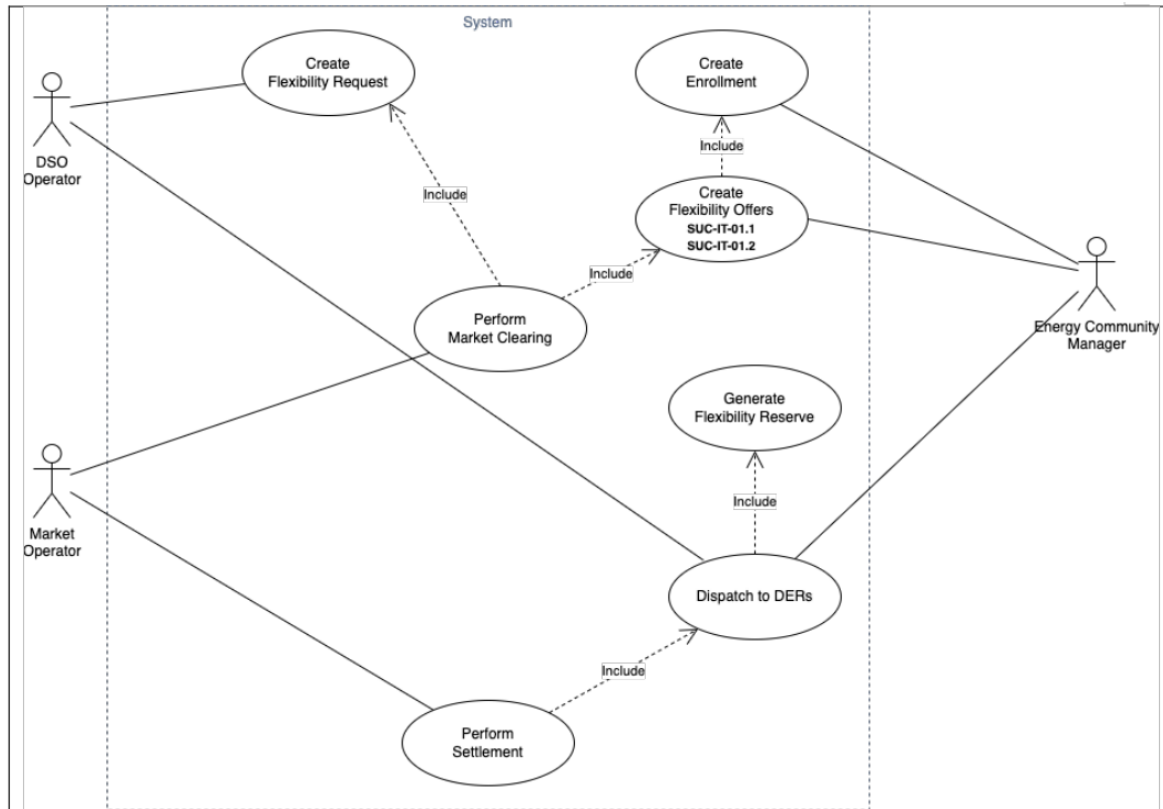 System
Create
Flexibility Request
Create
Enrollment
DSO
Operator
Include
Include
Create
Flexibility Offers
SUC-IT-01.1
SUC-IT-01.2
Include
Perform
Market Clearing
Energy Community
Manager
Generate
Flexibility Reserve
Include
Market
Operator
Dispatch to DERs
Include
Perform
Settlement